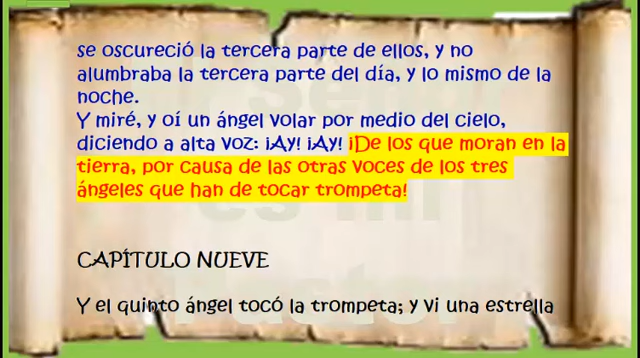 se oscureció la tercera parte de ellos, y no
alumbraba la tercera parte del día, y lo mismo de la
noche.
Y miré, y oí un ángel volar por medio del cielo,
diciendo a alta voz: ¡Ay! ¡Ay! ¡De los que moran en la
tierra, por causa de las otras voces de los tres
ángeles que han de tocar trompeta!
CAPÍTULO NUEVE
Y el quinto ángel tocó la trompeta; y vi una estrella